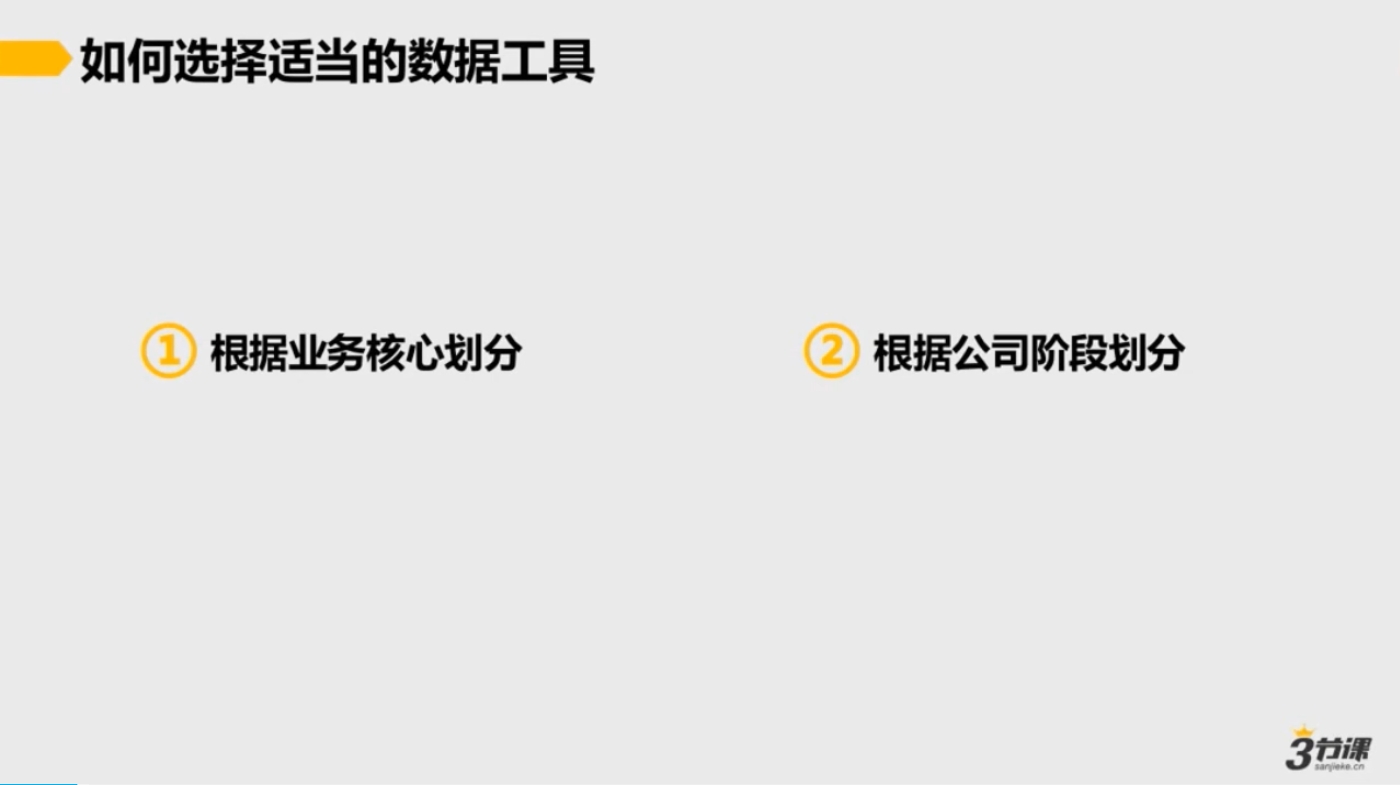 如何选择适当的数据工具
① 根据业务核心划分
② 根据公司阶段划分
3节课
sanjieke.cn